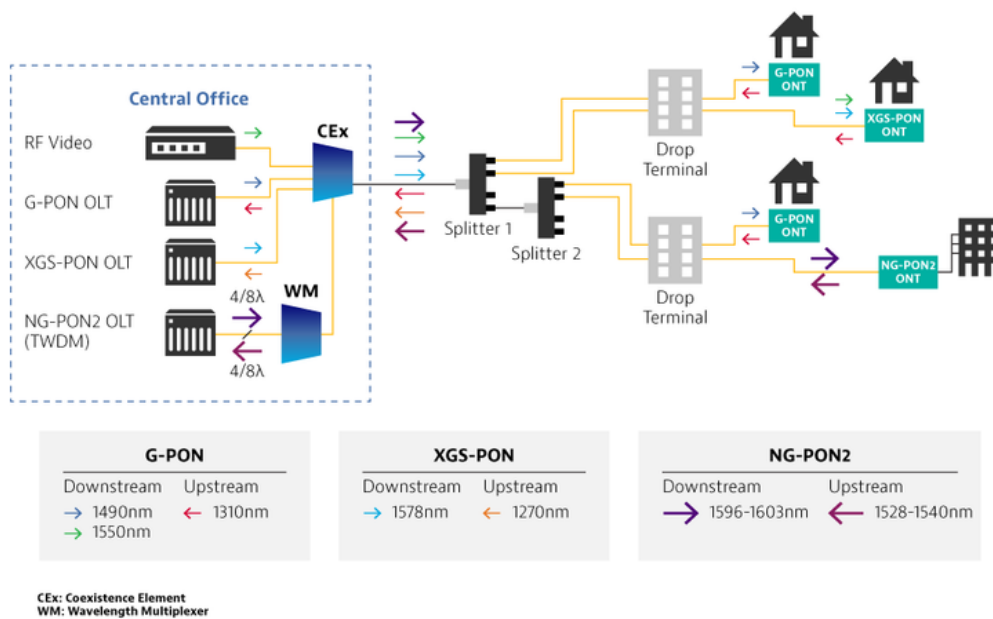 Central Office
RF Video
G-PON OLT
XGS-PON OLT
NG-PON2 OLT
(TWDM)
4/8λ
4/8λ
CEx
WM
Splitter 1
Splitter 2
Drop
Terminal
Drop
Terminal
G-PON
ONT
XGS-PON
ONT
G-PON
ONT
NG-PON2
ONT
G-PON
Downstream Upstream
1490nm 1310nm
1550nm
XGS-PON
Downstream Upstream
1578nm 1270nm
NG-PON2
Downstream Upstream
1596-1603nm 1528-1540nm
CEx: Coexistence Element
WM: Wavelength Multiplexer